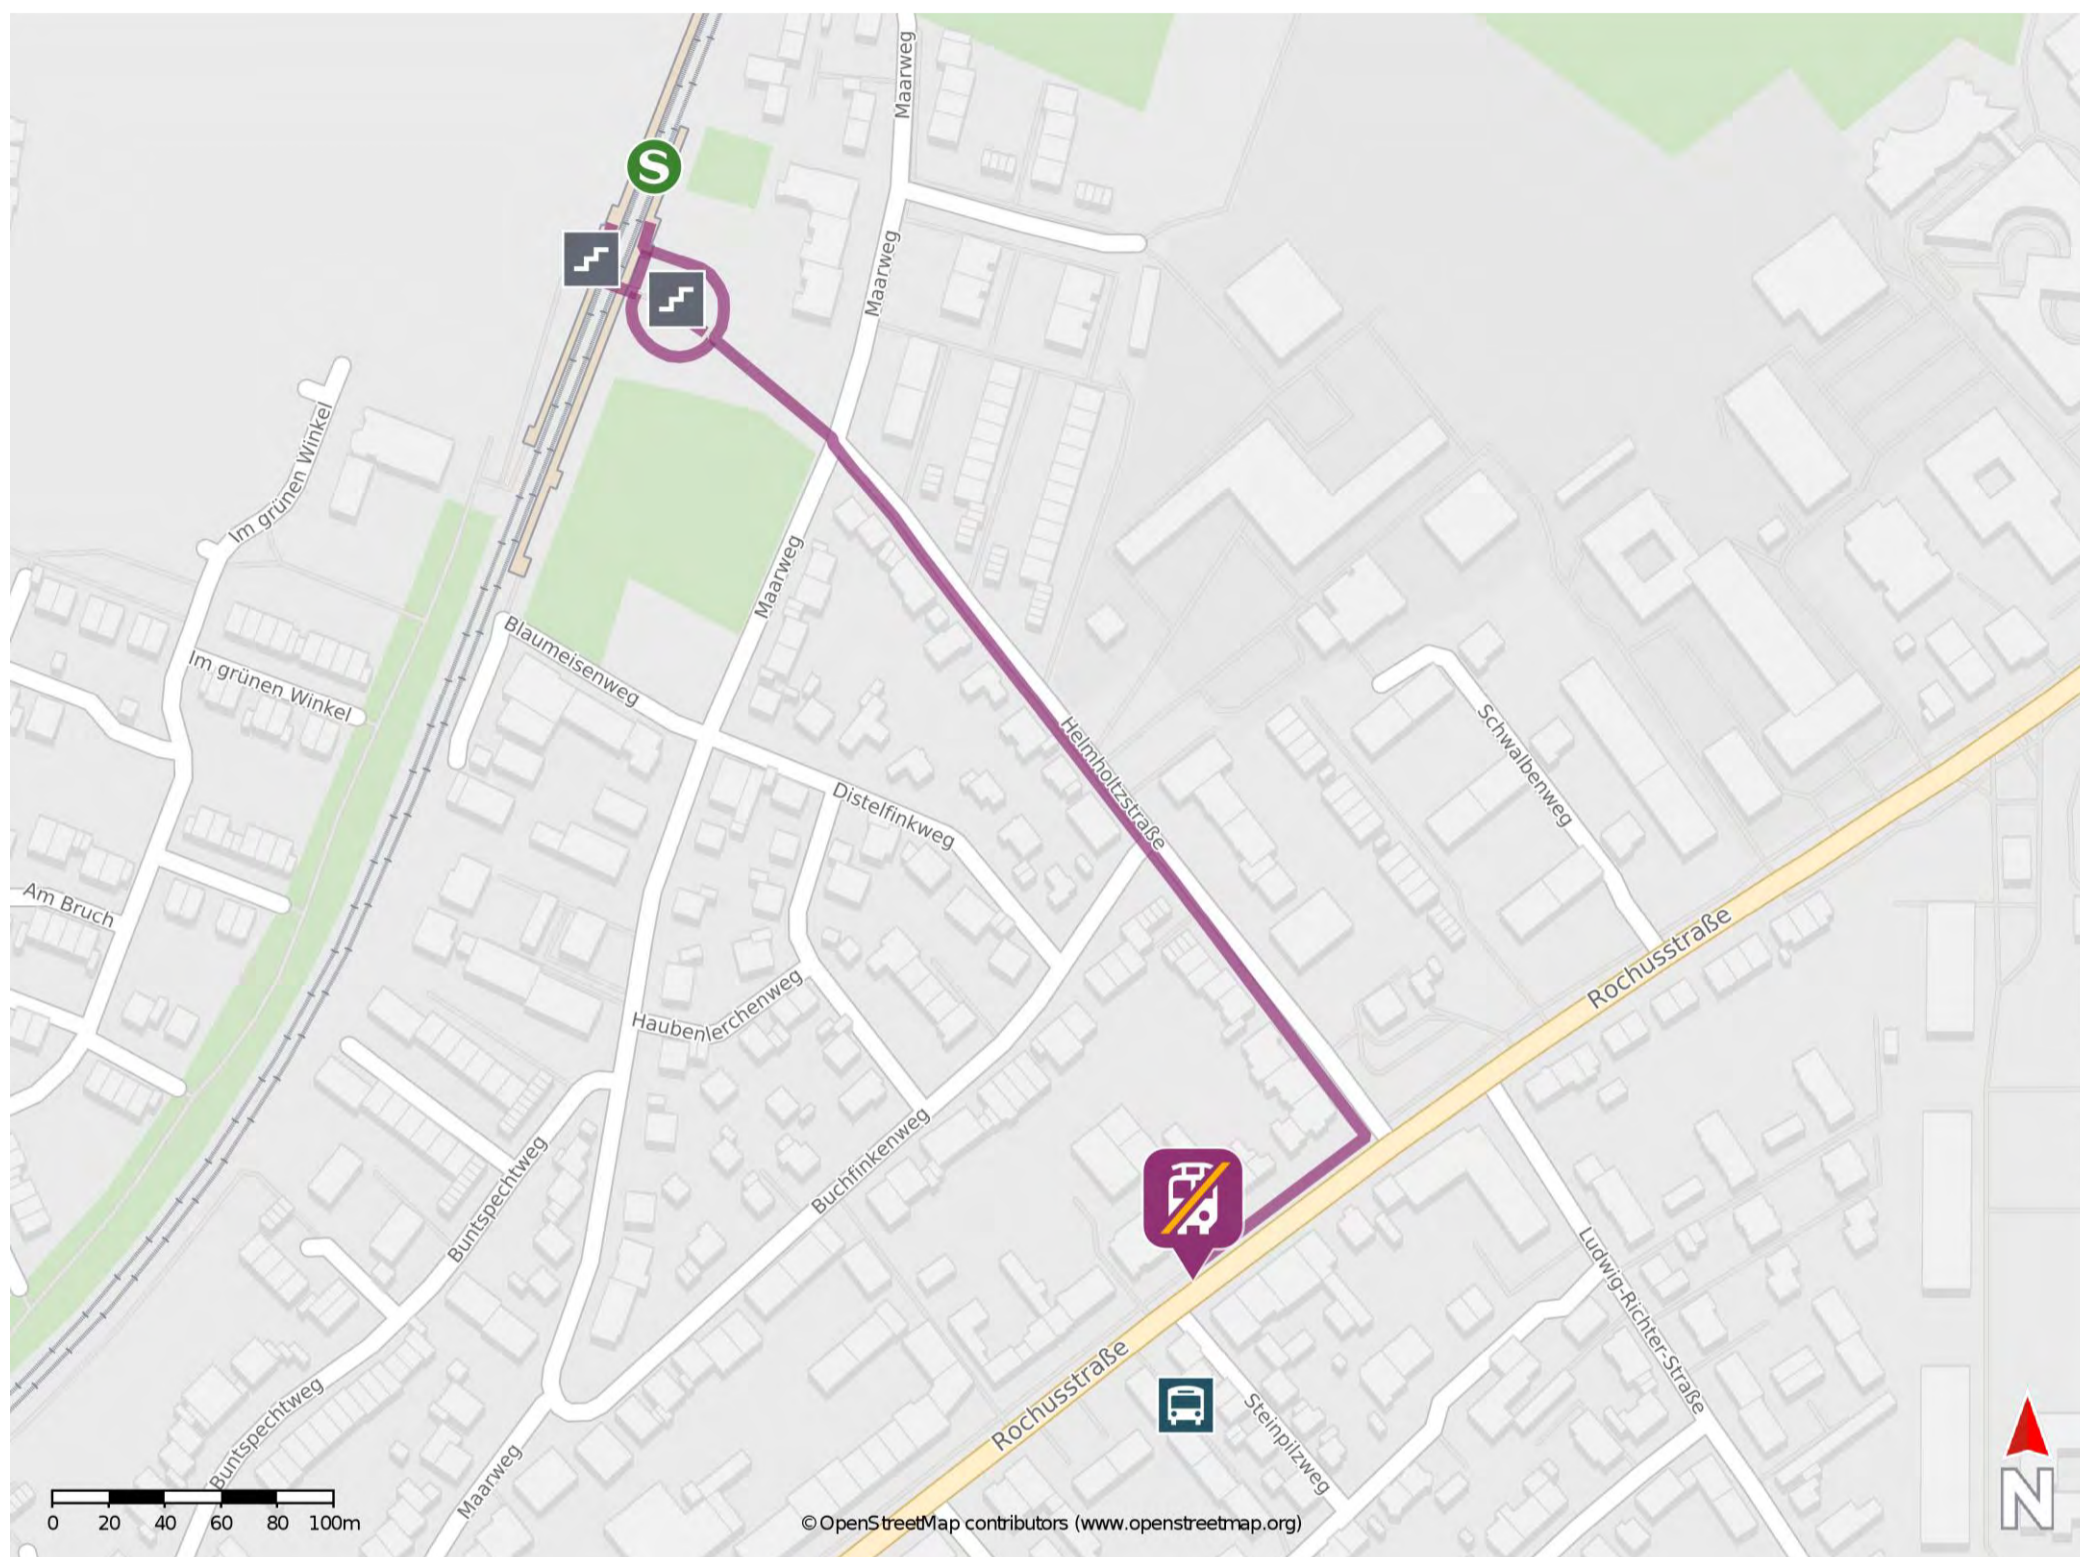 Maarweg
S
Maarweg
Im grünen Winkel
Maarweg
Blaumeisenweg
Im grünen Winkel
Helmholtzstraße
Schwalbenweg
Distelfinkweg
Am Bruch
Rochusstraße
Haubenlerchenweg
Buchfinkenweg
Buntspechtweg
Ludwig-Richter-Straße
Rochusstraße
Steinpilzweg
Buntspechtweg
Maarweg
N
0 20 40 60 80 100m
© OpenStreetMap contributors (www.openstreetmap.org)